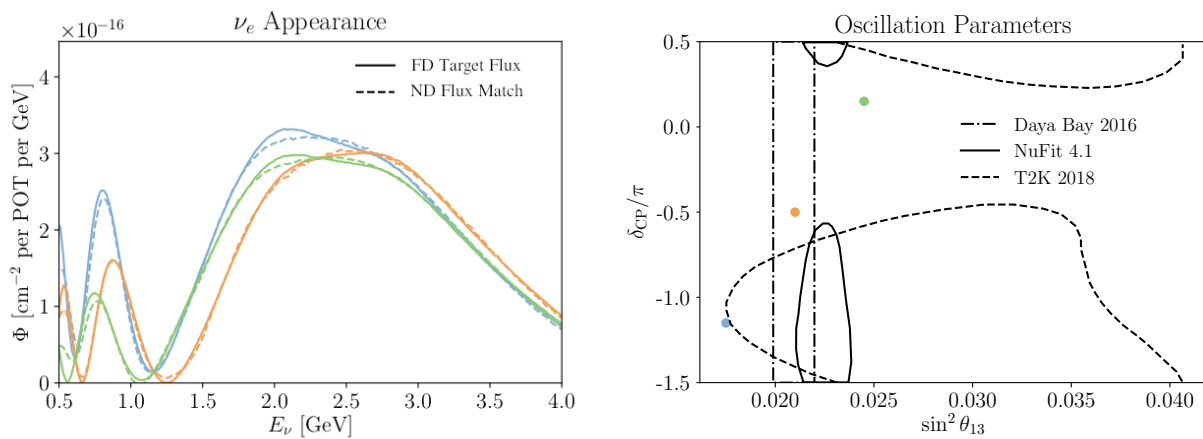 ν_e Appearance
×10⁻¹⁶
FD Target Flux
ND Flux Match
Φ [cm⁻² per POT per GeV]
4
3
2
1
0
0.5 1.0 1.5 2.0 2.5 3.0 3.5 4.0
E_ν [GeV]
Oscillation Parameters
Daya Bay 2016
NuFit 4.1
T2K 2018
δ_CP/π
0.5
0.0
-0.5
-1.0
-1.5
0.020 0.025 0.030 0.035 0.040
sin² θ₁₃